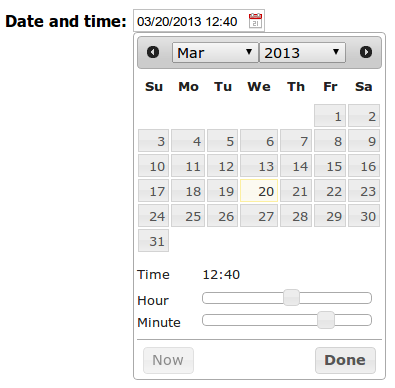 Date and time: 03/20/2013 12:40
Mar 2013
Su Mo Tu We Th Fr Sa
1 2
3 4 5 6 7 8 9
10 11 12 13 14 15 16
17 18 19 20 21 22 23
24 25 26 27 28 29 30
31
Time 12:40
Hour
Minute
Now Done